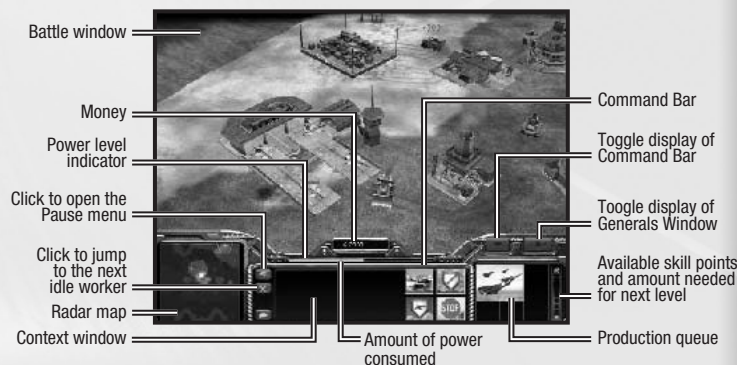 Battle window
Money
Power level
indicator
Click to open the
Pause menu
Click to jump
to the next
idle worker
Radar map
Context window
Amount of power
consumed
Command Bar
Toggle display of
Command Bar
Toogle display of
Generals Window
Available skill points
and amount needed
for next level
Production queue
STOP